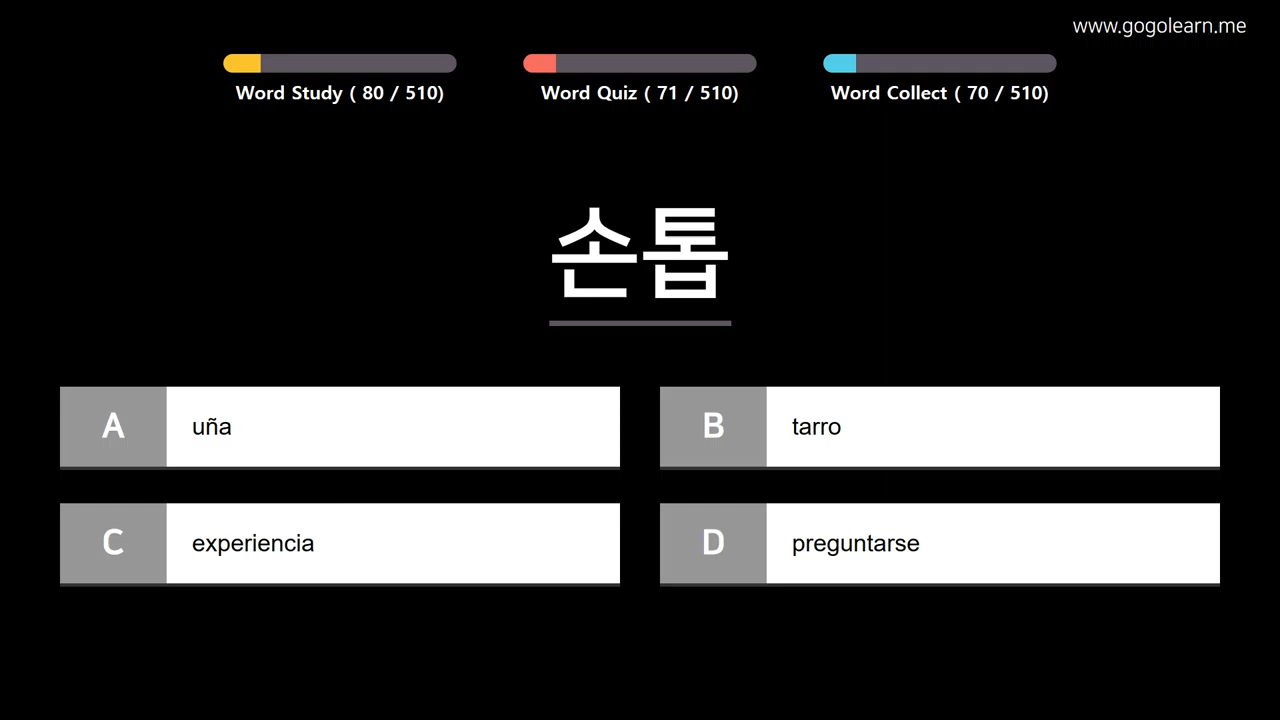 www.gogolearn.me
Word Study ( 80 / 510)
Word Quiz ( 71 / 510)
Word Collect ( 70 / 510)
손톱
A
uña
B
tarro
C
experiencia
D
preguntarse